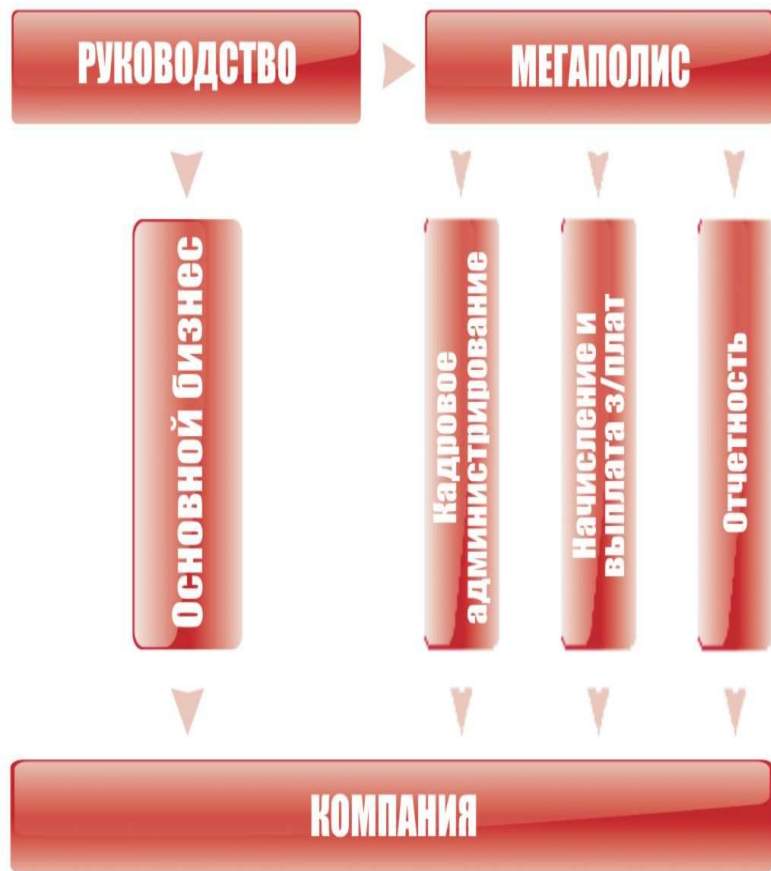 РУКОВОДСТВО
МЕГАПОЛИС
Основной бизнес
Кадровое
администрирование
Начисление и
выплата з/плат
Отчетность
КОМПАНИЯ